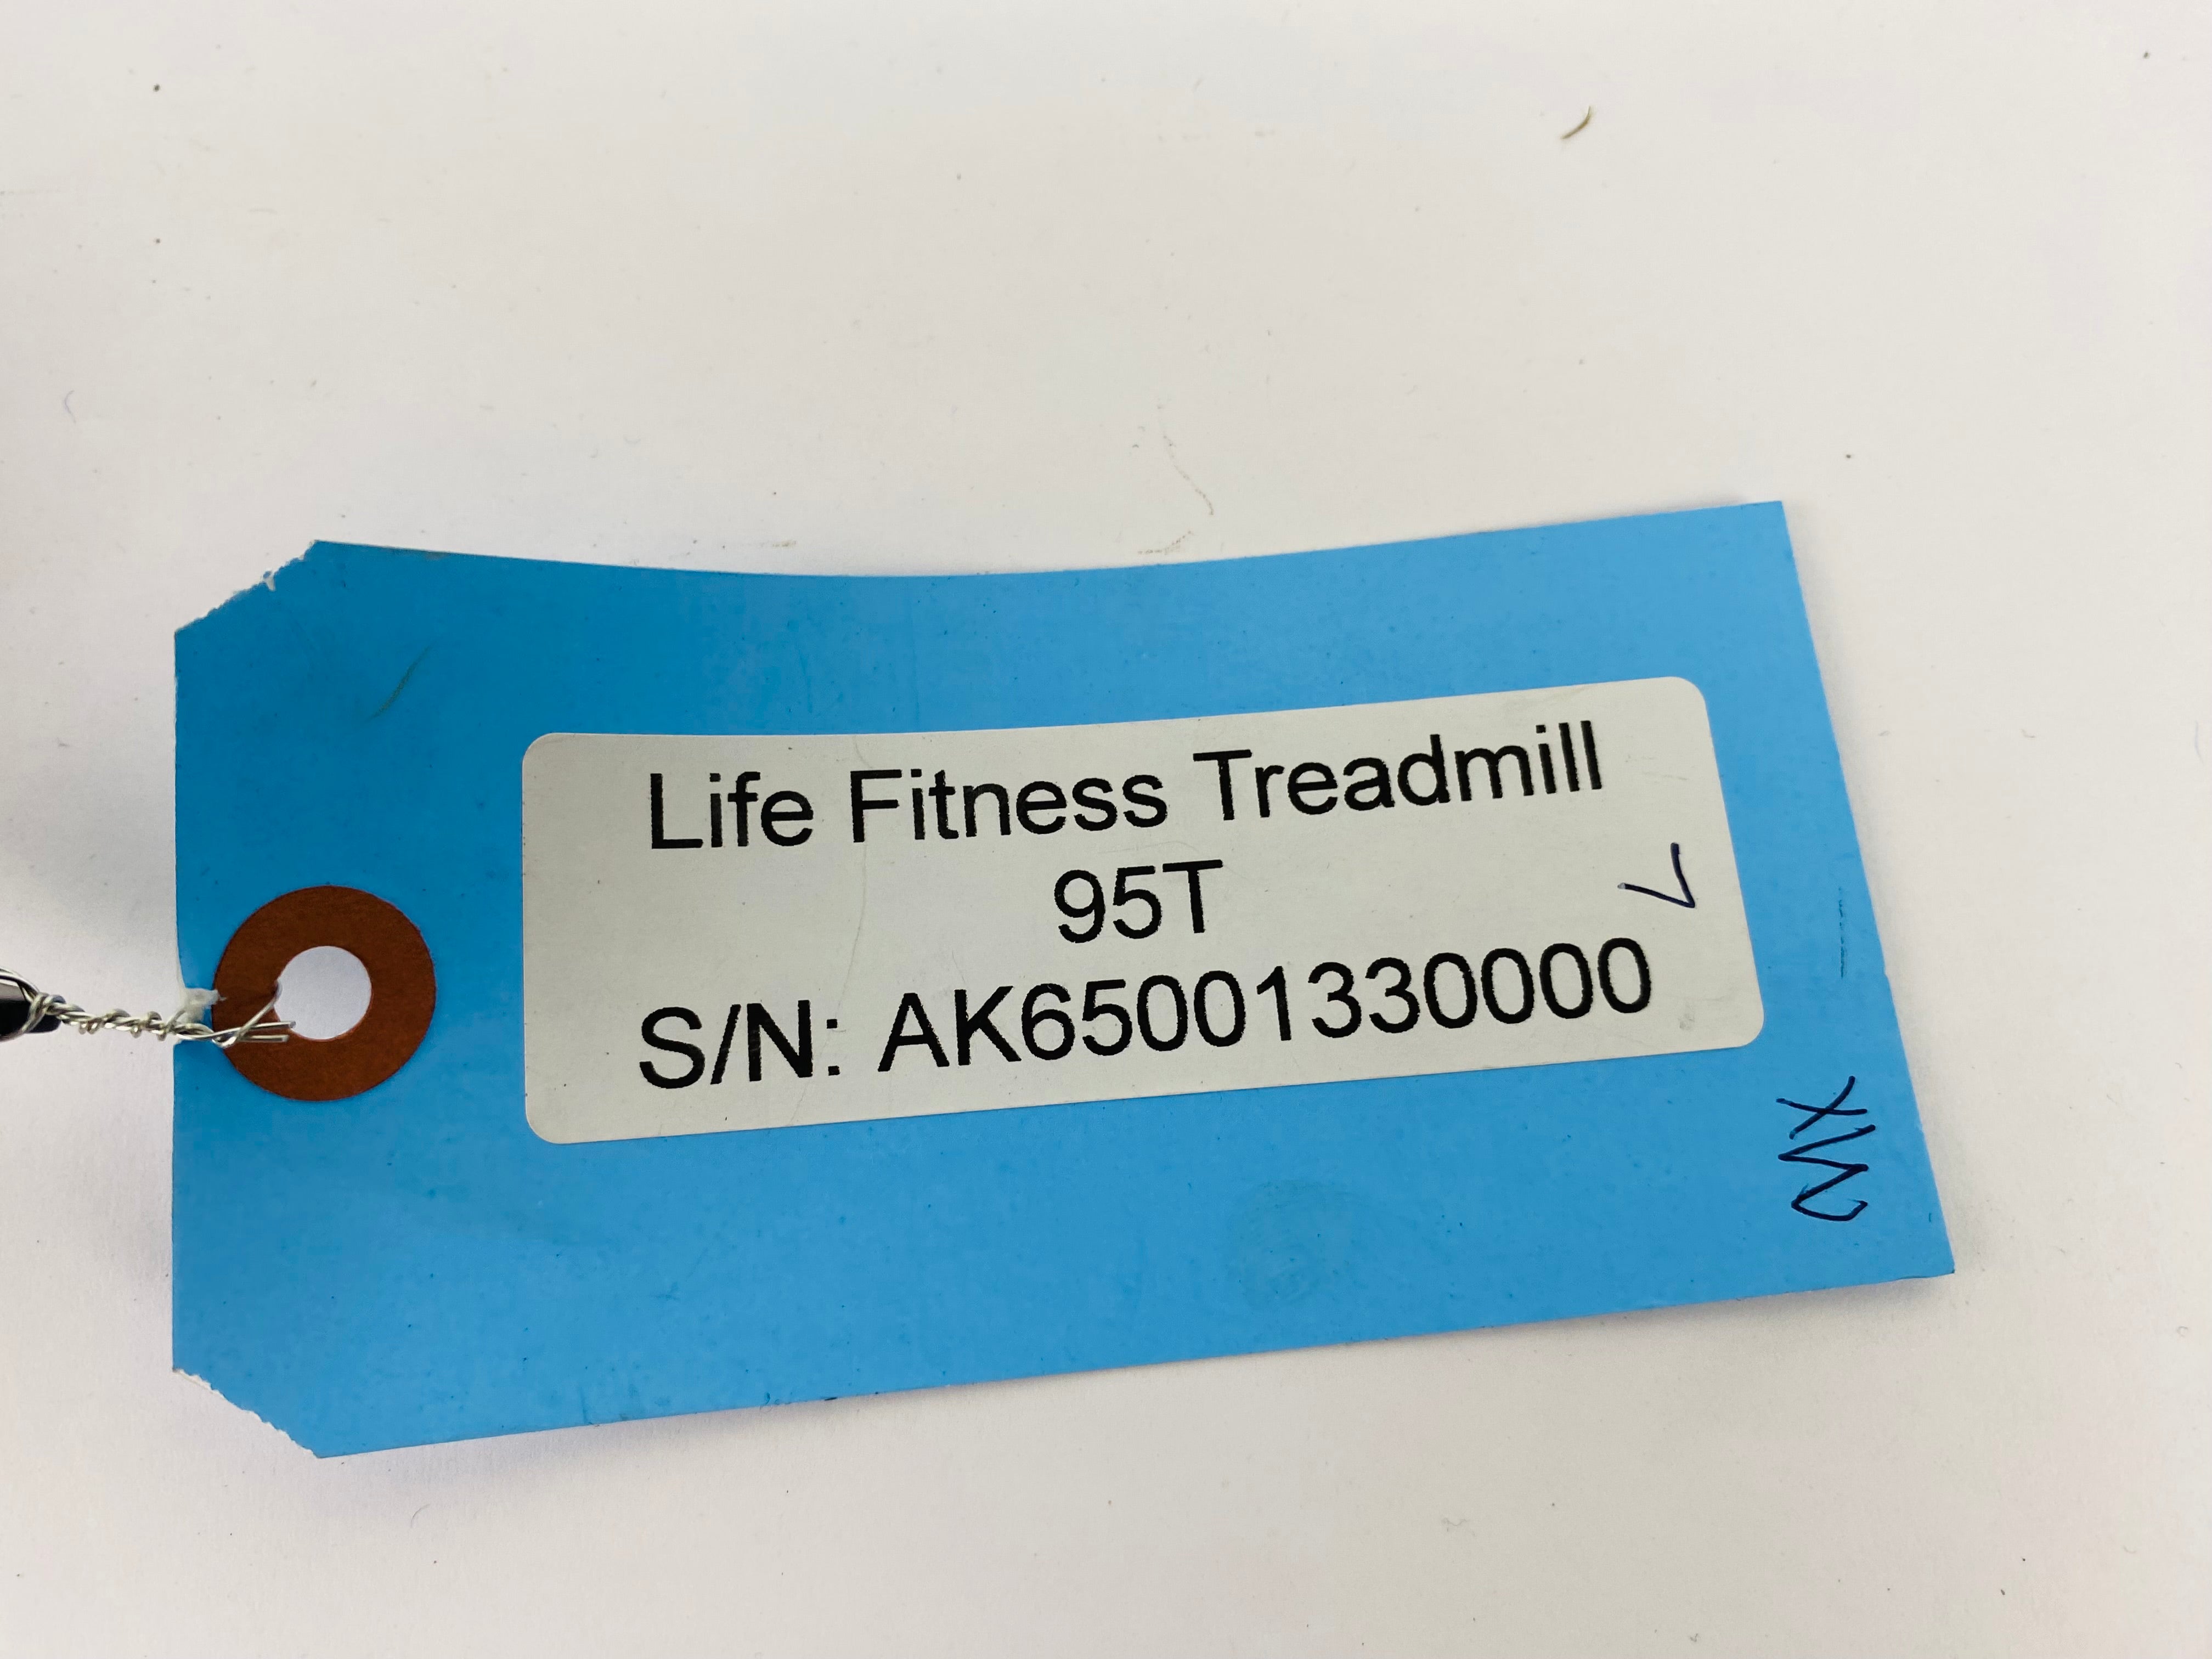 Life Fitness Treadmill
95T
S/N: AK65001330000